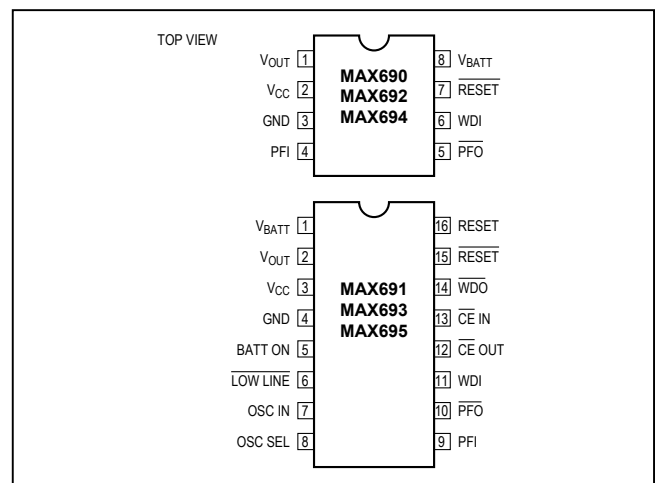 TOP VIEW
VOUT 1
VCC 2
GND 3
PFI 4
MAX690
MAX692
MAX694
8 VBATT
7 RESET
6 WDI
5 PFO
VBATT 1
VOUT 2
VCC 3
GND 4
BATT ON 5
LOW LINE 6
OSC IN 7
OSC SEL 8
MAX691
MAX693
MAX695
16 RESET
15 RESET
14 WDO
13 CE IN
12 CE OUT
11 WDI
10 PFO
9 PFI